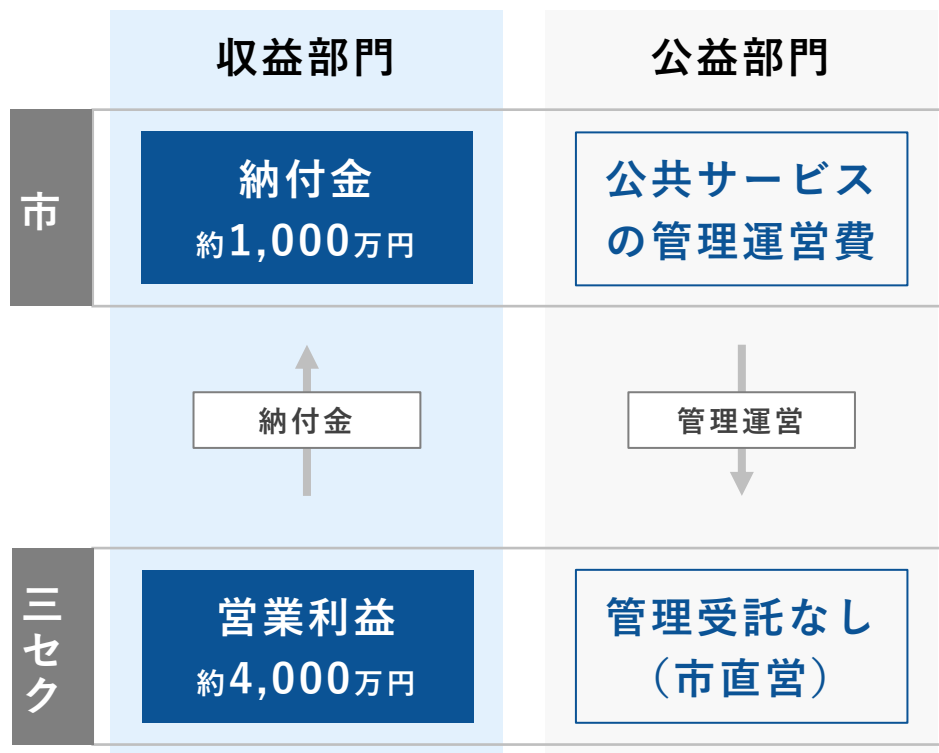 収益部門
公益部門
市
納付金
約1,000万円
公共サービス
の管理運営費
納付金
管理運営
三セク
営業利益
約4,000万円
管理受託なし
（市直営）